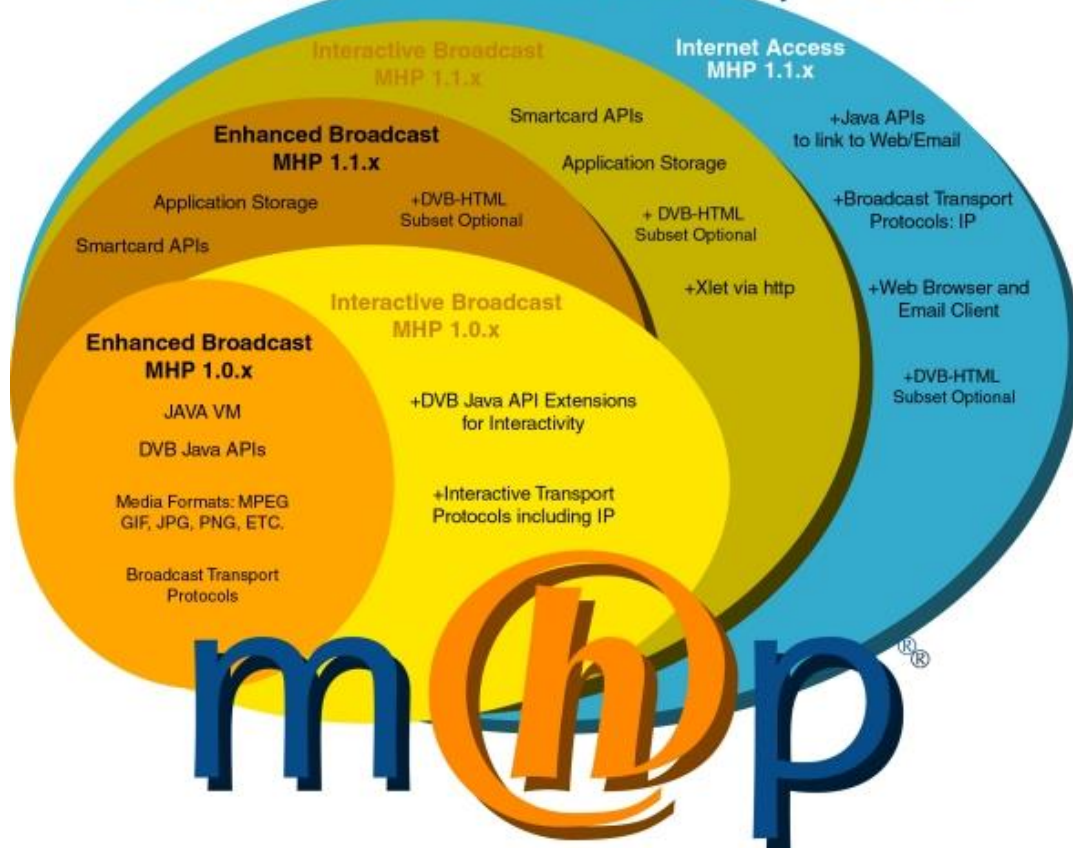 Internet Access
MHP 1.1.x
+Java APIs
to link to Web/Email
+Broadcast Transport
Protocols: IP
+Web Browser and
Email Client
+DVB-HTML
Subset Optional
Interactive Broadcast
MHP 1.1.x
Smartcard APIs
Application Storage
+ DVB-HTML
Subset Optional
+Xlet via http
Enhanced Broadcast
MHP 1.1.x
Application Storage
+DVB-HTML
Subset Optional
Smartcard APIs
Interactive Broadcast
MHP 1.0.x
+DVB Java API Extensions
for Interactivity
+Interactive Transport
Protocols including IP
Enhanced Broadcast
MHP 1.0.x
JAVA VM
DVB Java APIs
Media Formats: MPEG
GIF, JPG, PNG, ETC.
Broadcast Transport
Protocols
mhp ®®